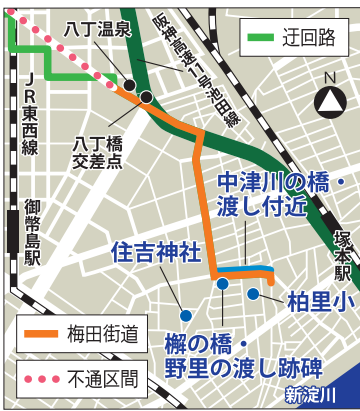 八丁温泉
阪神高速11号池田線
迂回路
N
JR東西線
八丁橋
交差点
中津川の橋・
渡し付近
御幣島駅
住吉神社
塚本駅
柏里小
梅田街道
樋の橋・
野里の渡し跡碑
不通区間
新淀川